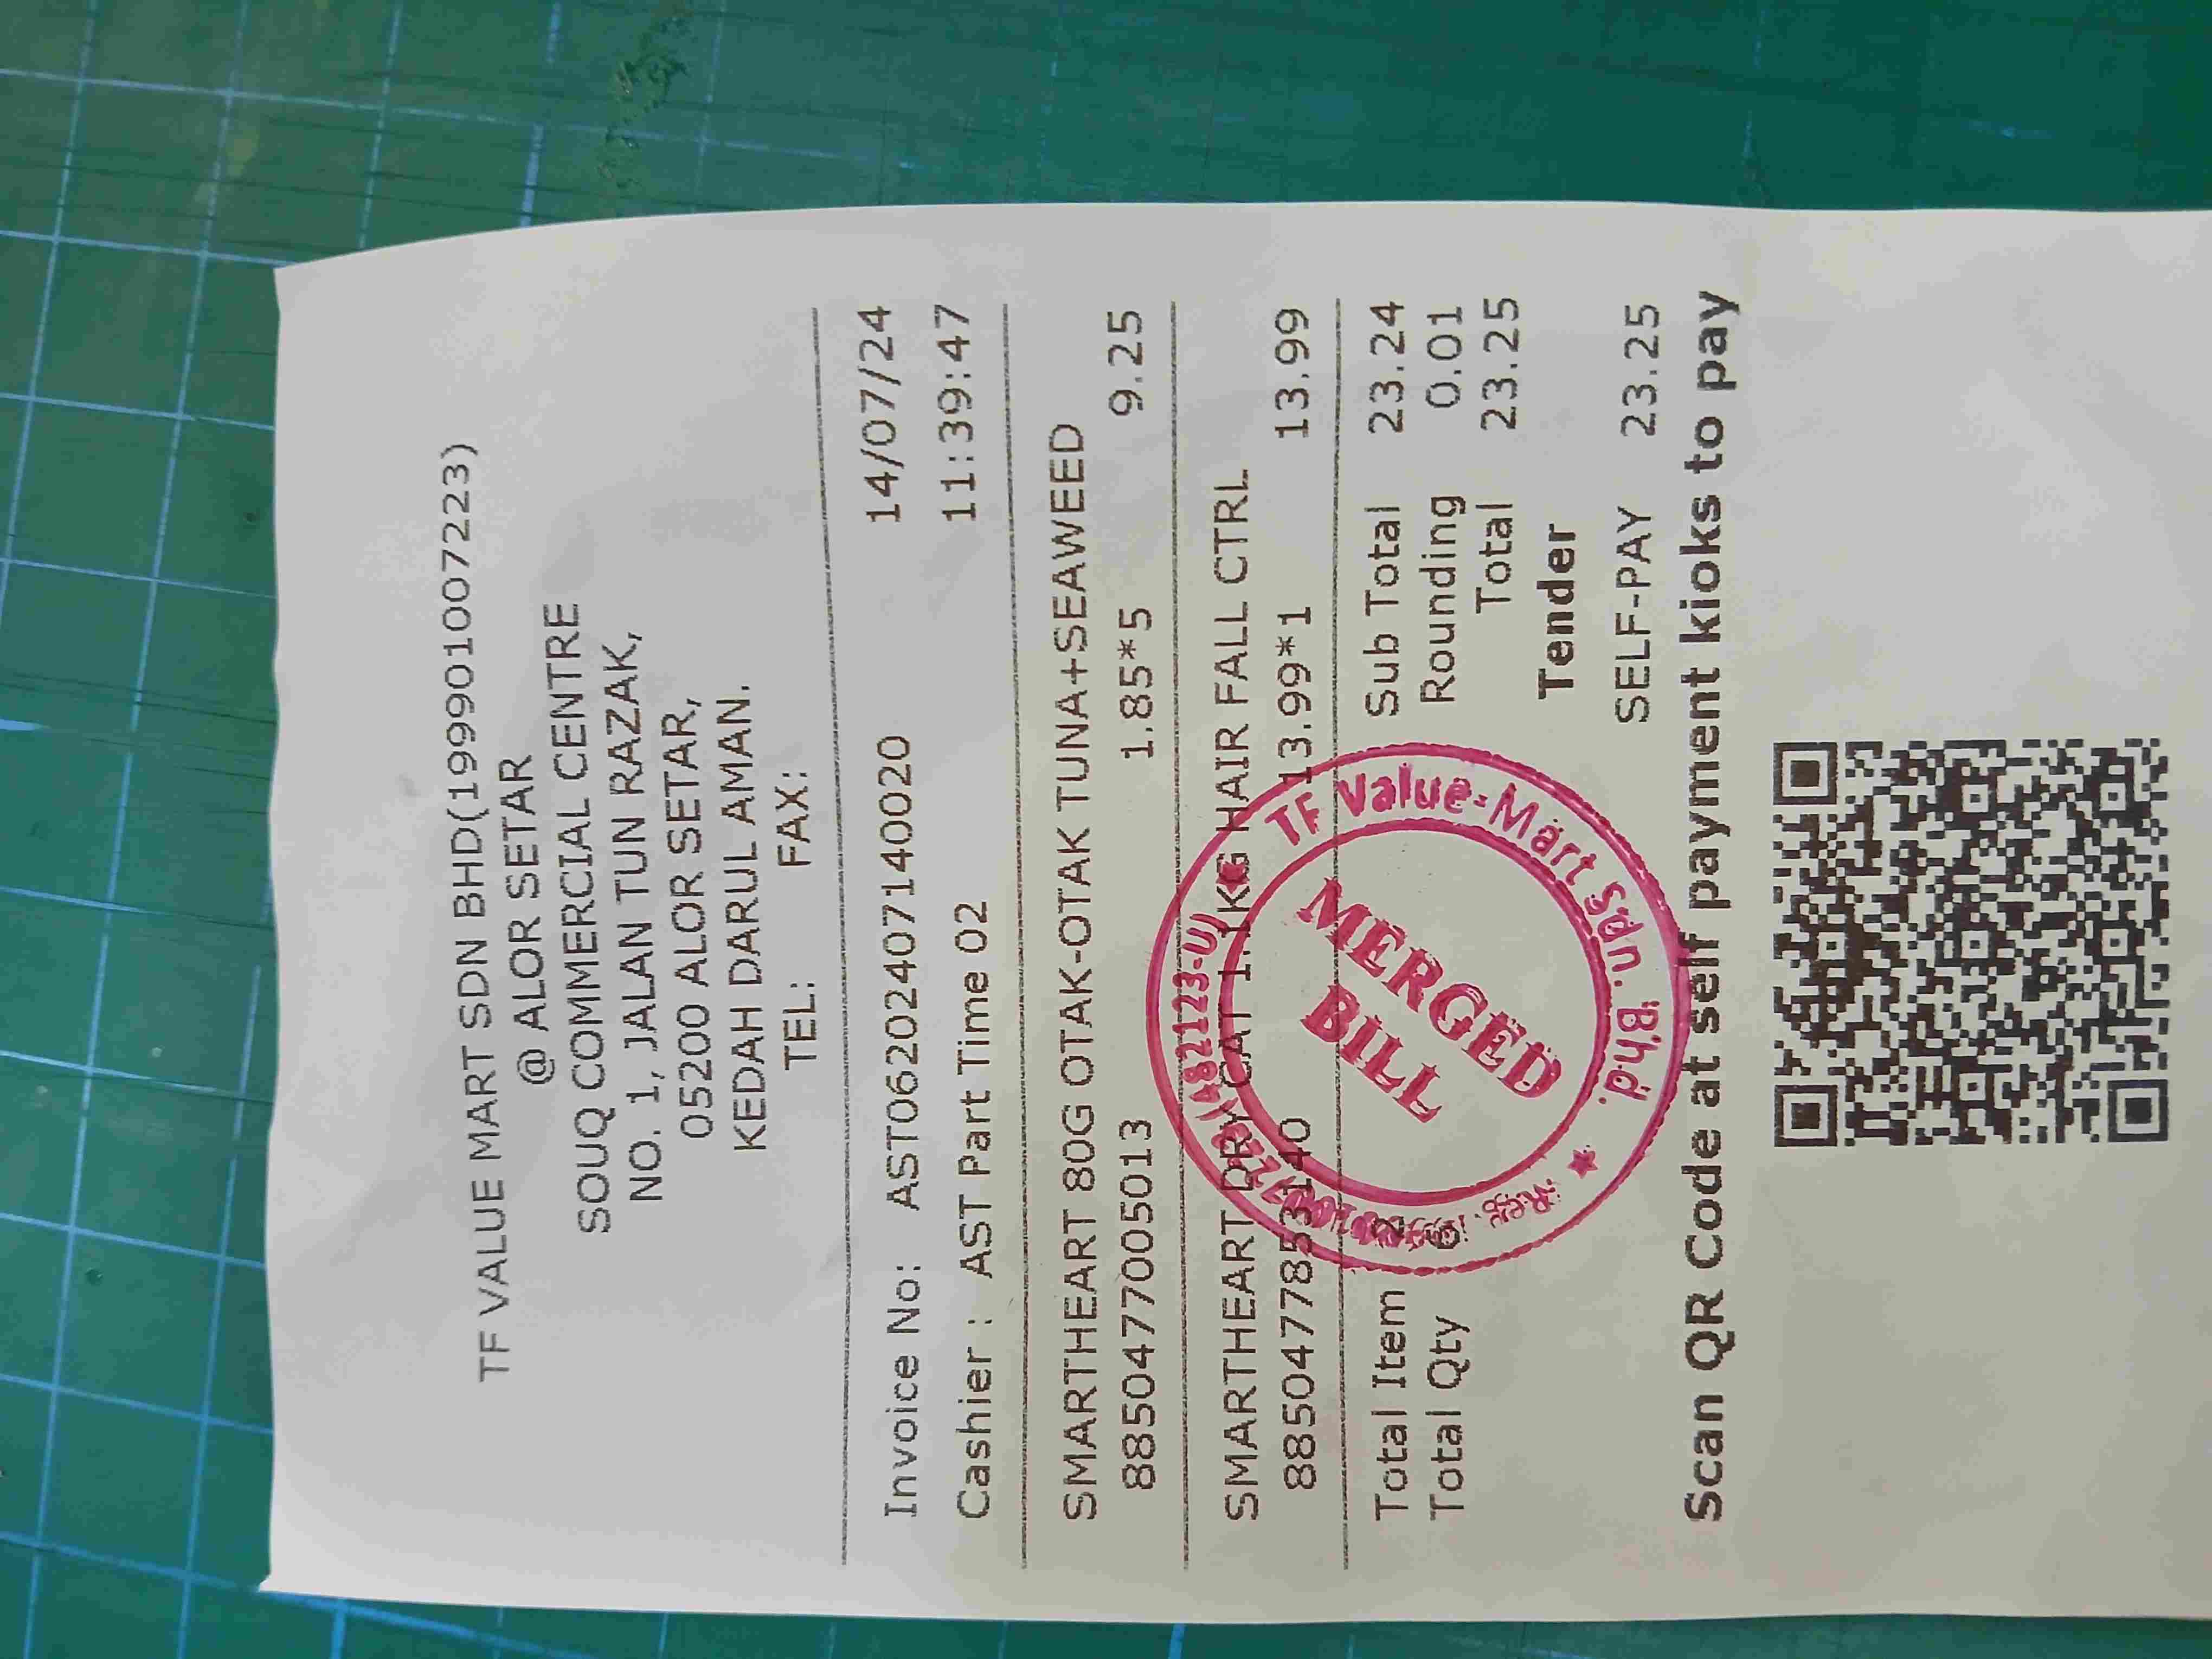 TF VALUE MART SDN BHD(199901007223)
@ ALOR SETAR
SOUQ COMMERCIAL CENTRE
NO. 1, JALAN TUN RAZAK,
05200 ALOR SETAR,
KEDAH DARUL AMAN.
TEL: FAX:
Invoice No: AST06202407140020 14/07/24
Cashier : AST Part Time 02 11:39:47
SMARTHEART 80G OTAK-OTAK TUNA+SEAWEED
8850477005013 1.85*5 9.25
SMARTHEART DRY CAT 1.1KG HAIR FALL CTRL
8850477853140 13.99*1 13.99
Total Item 2 Sub Total 23.24
Total Qty 6 Rounding 0.01
Total 23.25
Tender
SELF-PAY 23.25
Scan QR Code at self payment kioks to pay
TF Value-Mart Sdn. Bhd.
(482123-U)
MERGED
BILL